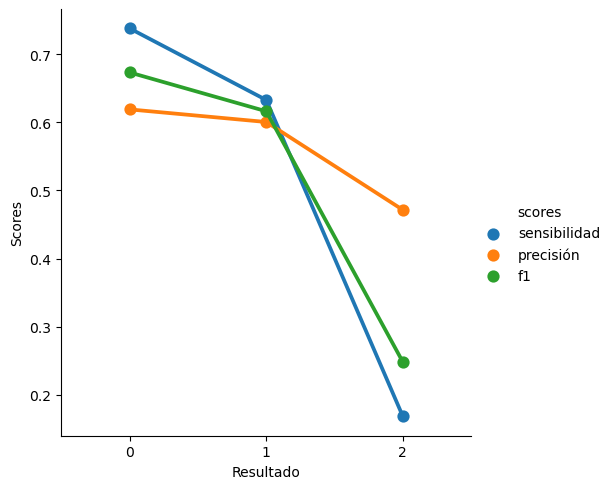 0.7
0.6
0.5
0.4
0.3
0.2
Scores
0 1 2
Resultado
scores
sensibilidad
precisión
f1